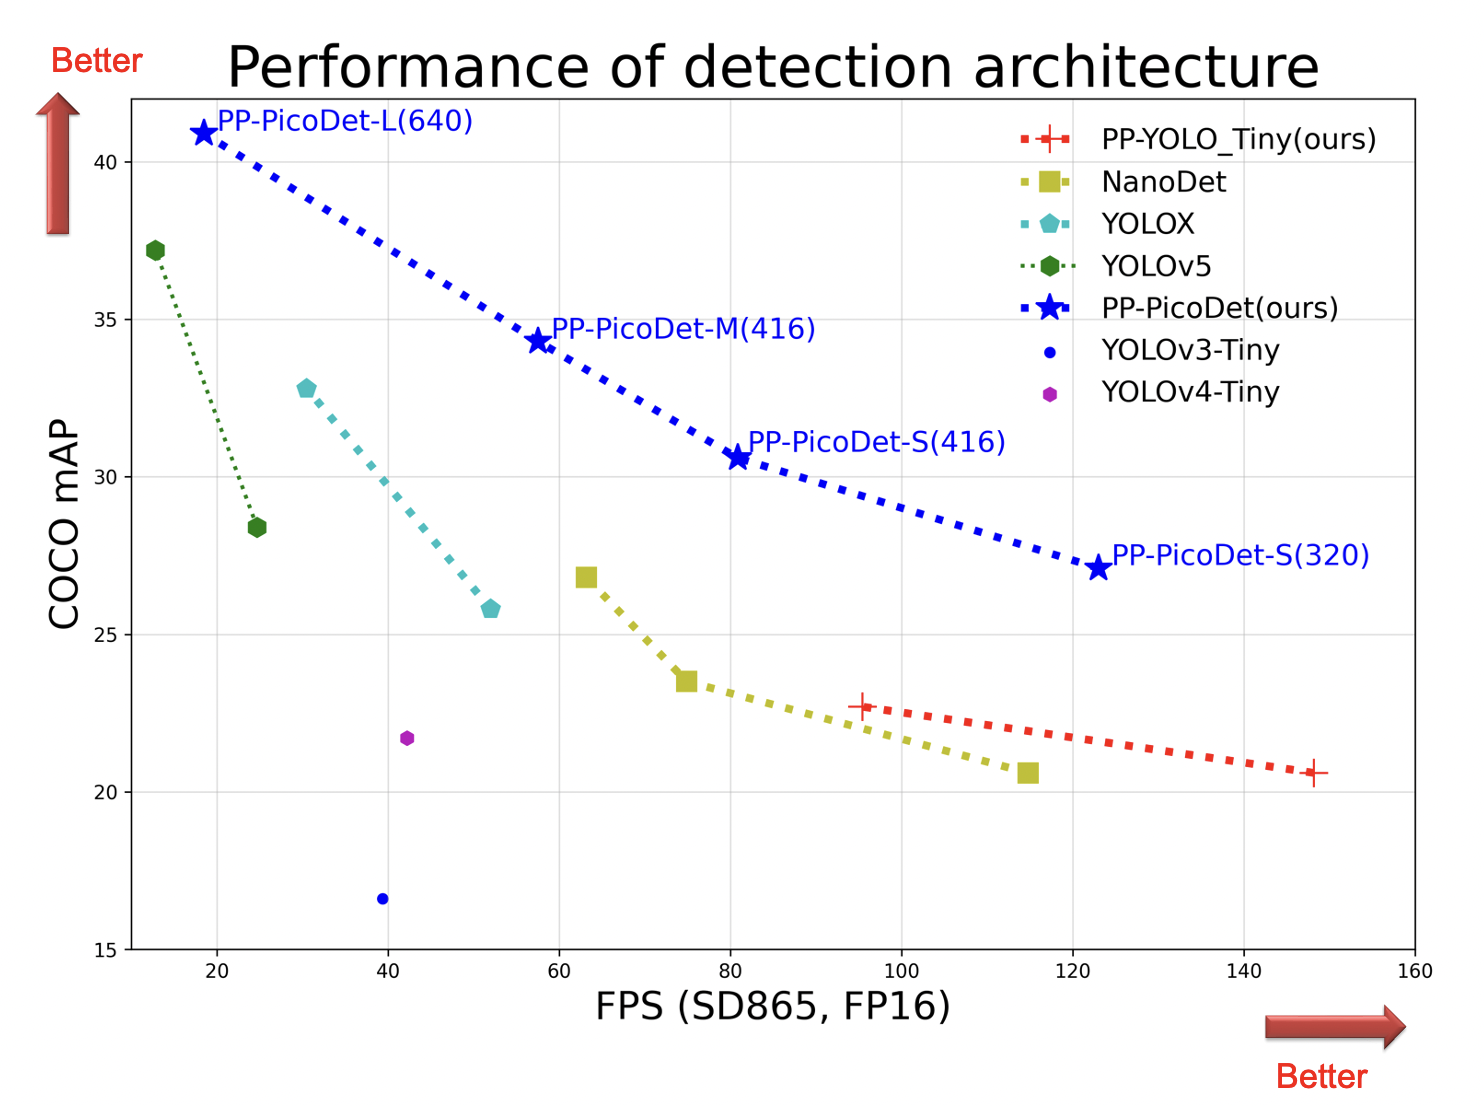 Better
Performance of detection architecture
PP-PicoDet-L(640)
PP-YOLO_Tiny(ours)
NanoDet
YOLOX
YOLOv5
PP-PicoDet(ours)
YOLOv3-Tiny
YOLOv4-Tiny
PP-PicoDet-M(416)
PP-PicoDet-S(416)
PP-PicoDet-S(320)
COCO mAP
40
35
30
25
20
15
20 40 60 80 100 120 140 160
FPS (SD865, FP16)
Better